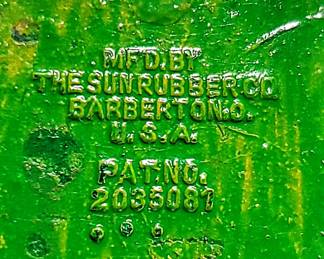 MFD. BY
THE SUN RUBBER CO.
BARBERTON. O.
U. S. A.
PAT. NO.
2035081